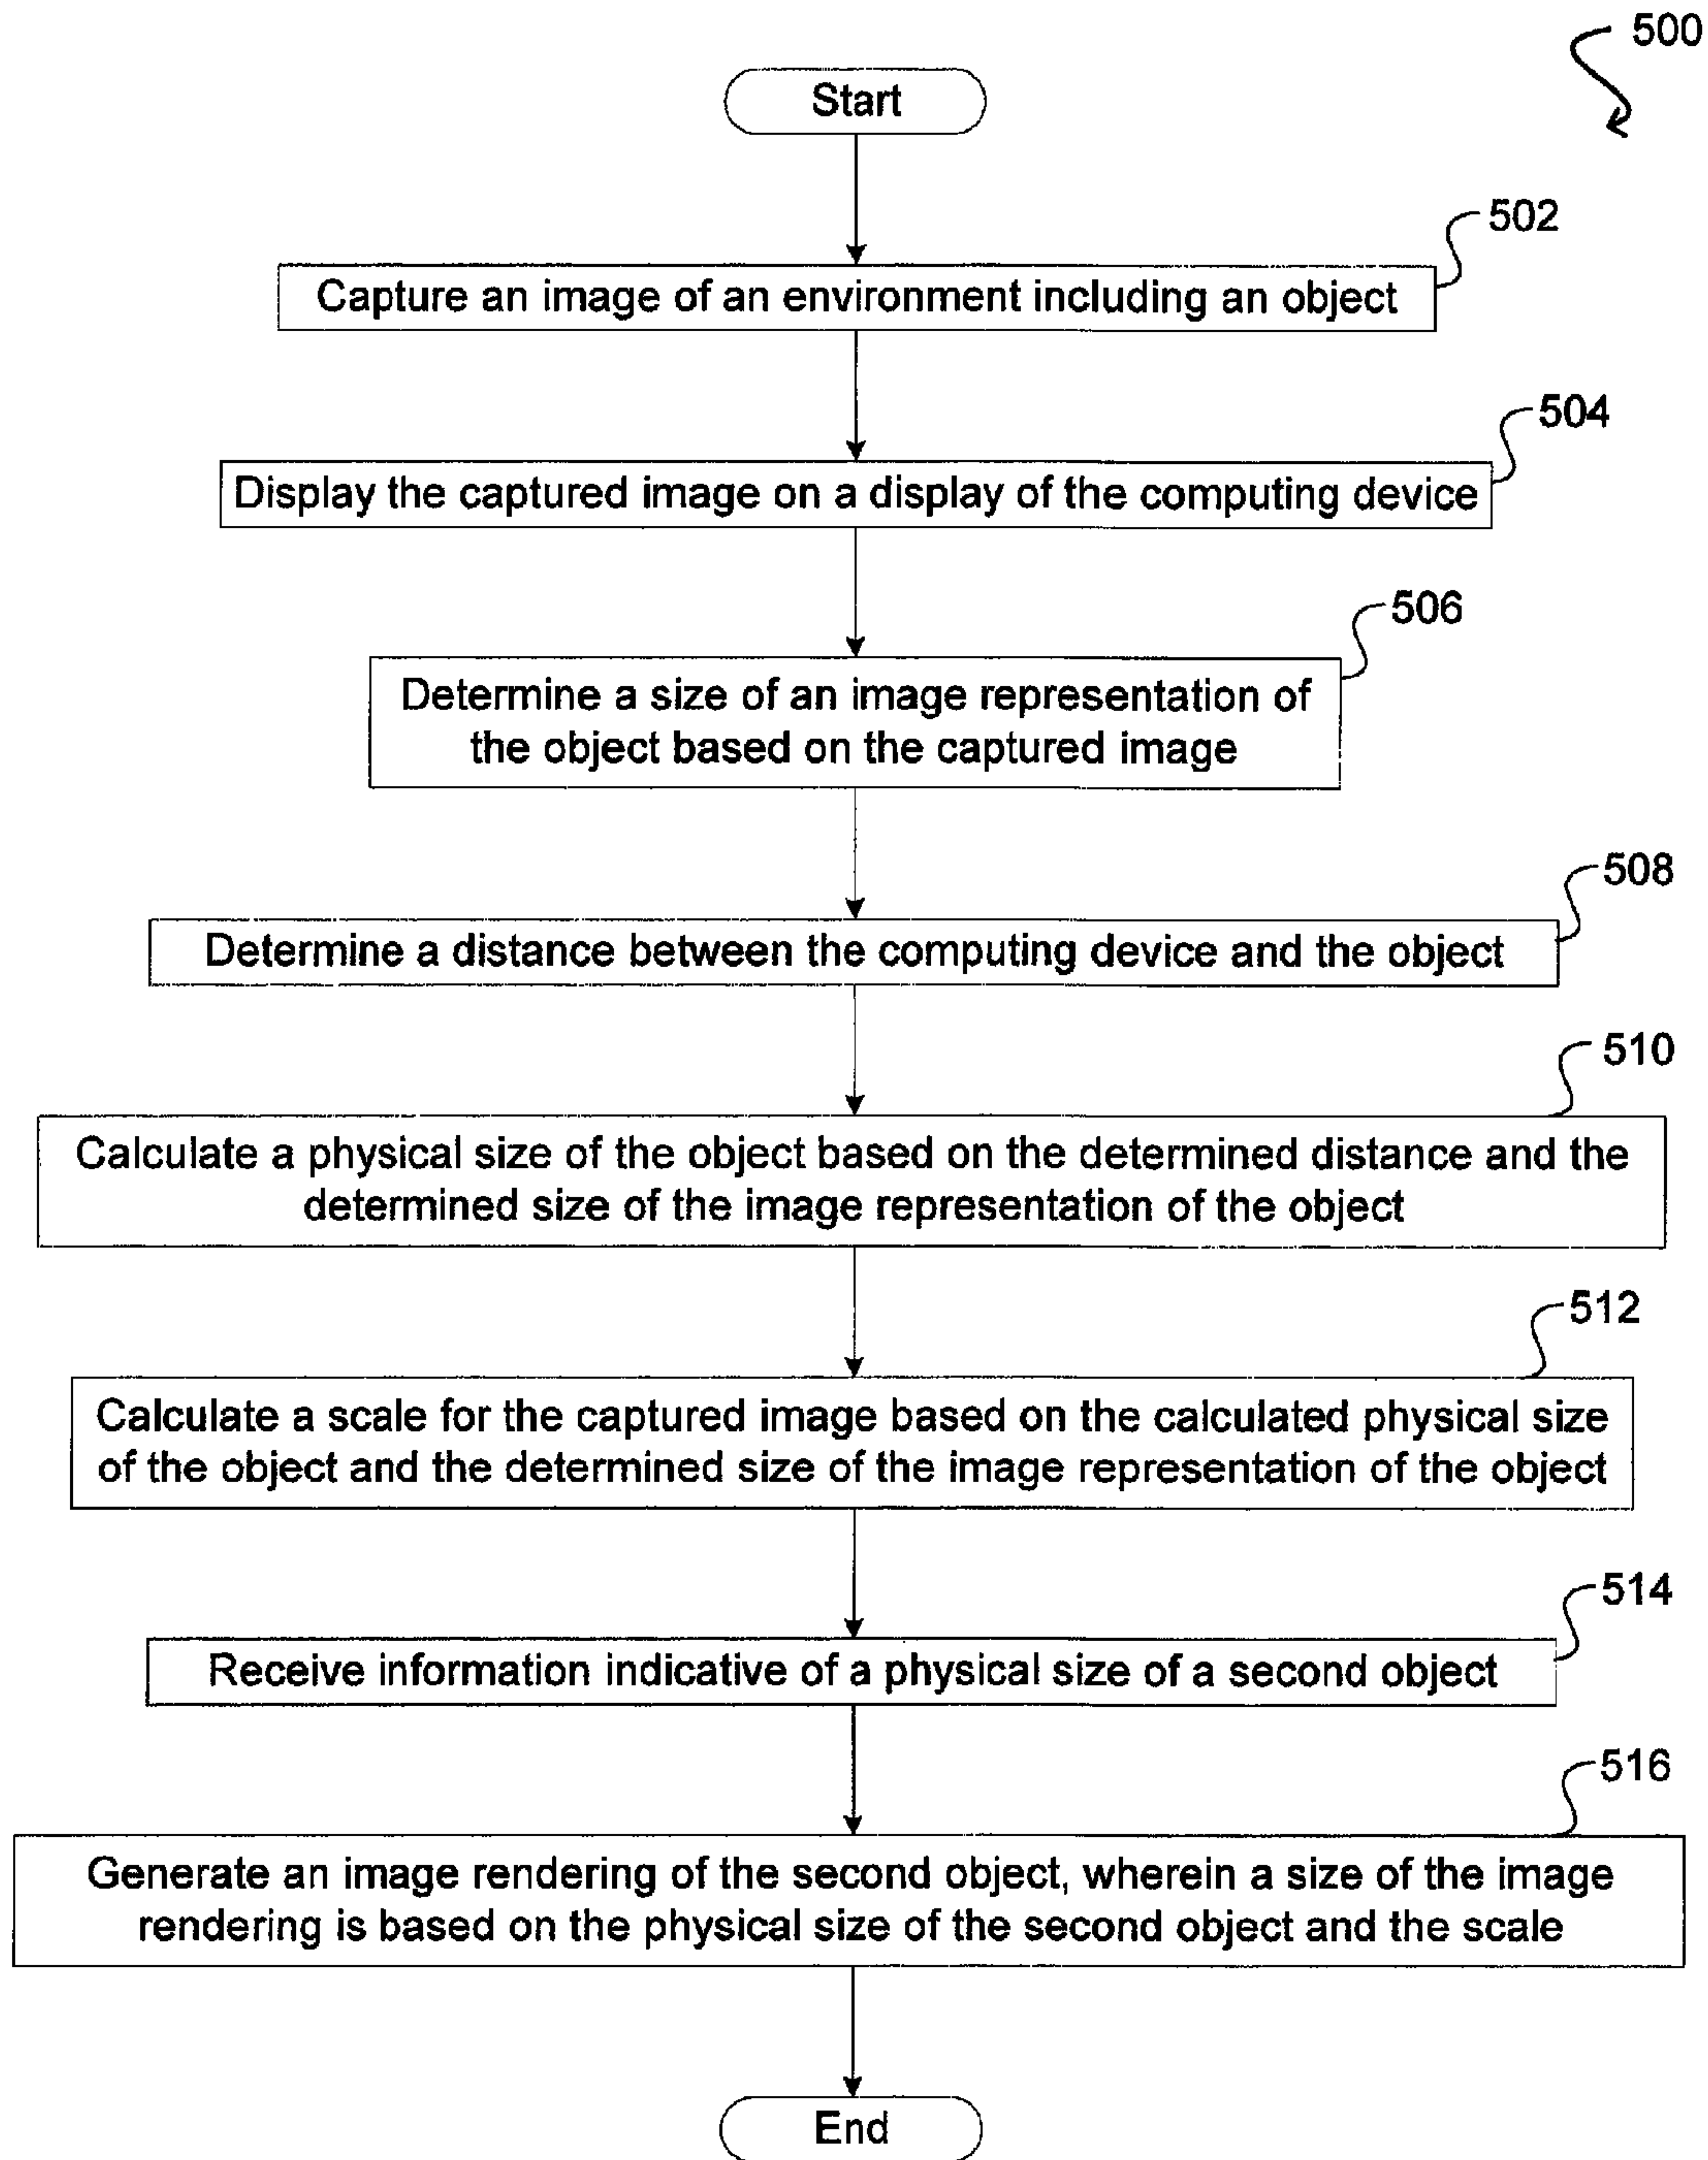 500
Start
502
Capture an image of an environment including an object
504
Display the captured image on a display of the computing device
506
Determine a size of an image representation of
the object based on the captured image
508
Determine a distance between the computing device and the object
510
Calculate a physical size of the object based on the determined distance and the
determined size of the image representation of the object
512
Calculate a scale for the captured image based on the calculated physical size
of the object and the determined size of the image representation of the object
514
Receive information indicative of a physical size of a second object
516
Generate an image rendering of the second object, wherein a size of the image
rendering is based on the physical size of the second object and the scale
End